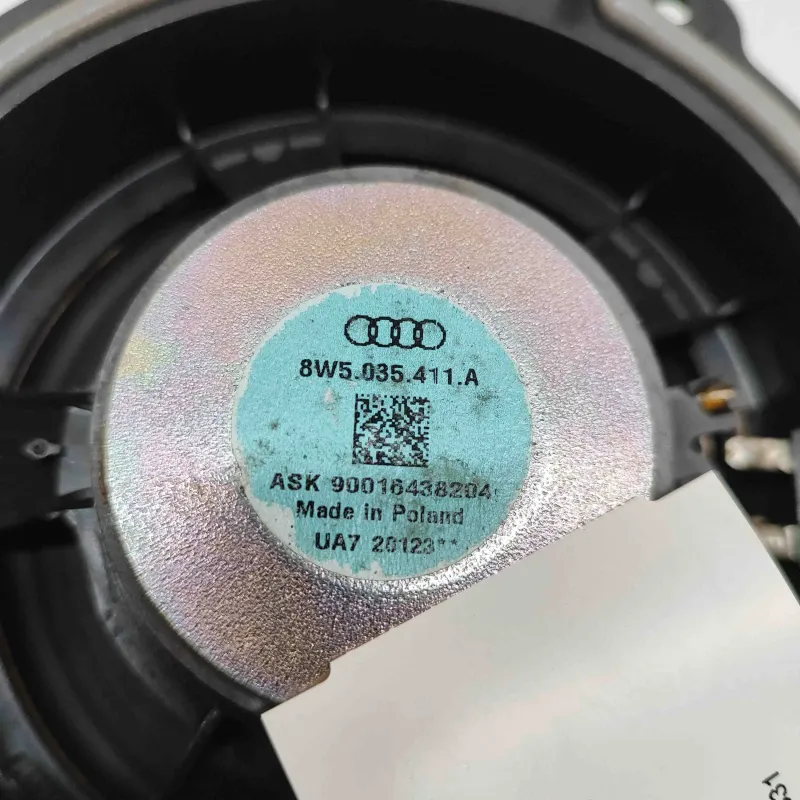 8W5.035.411.A
ASK 90016438204
Made in Poland
UA7 20123**